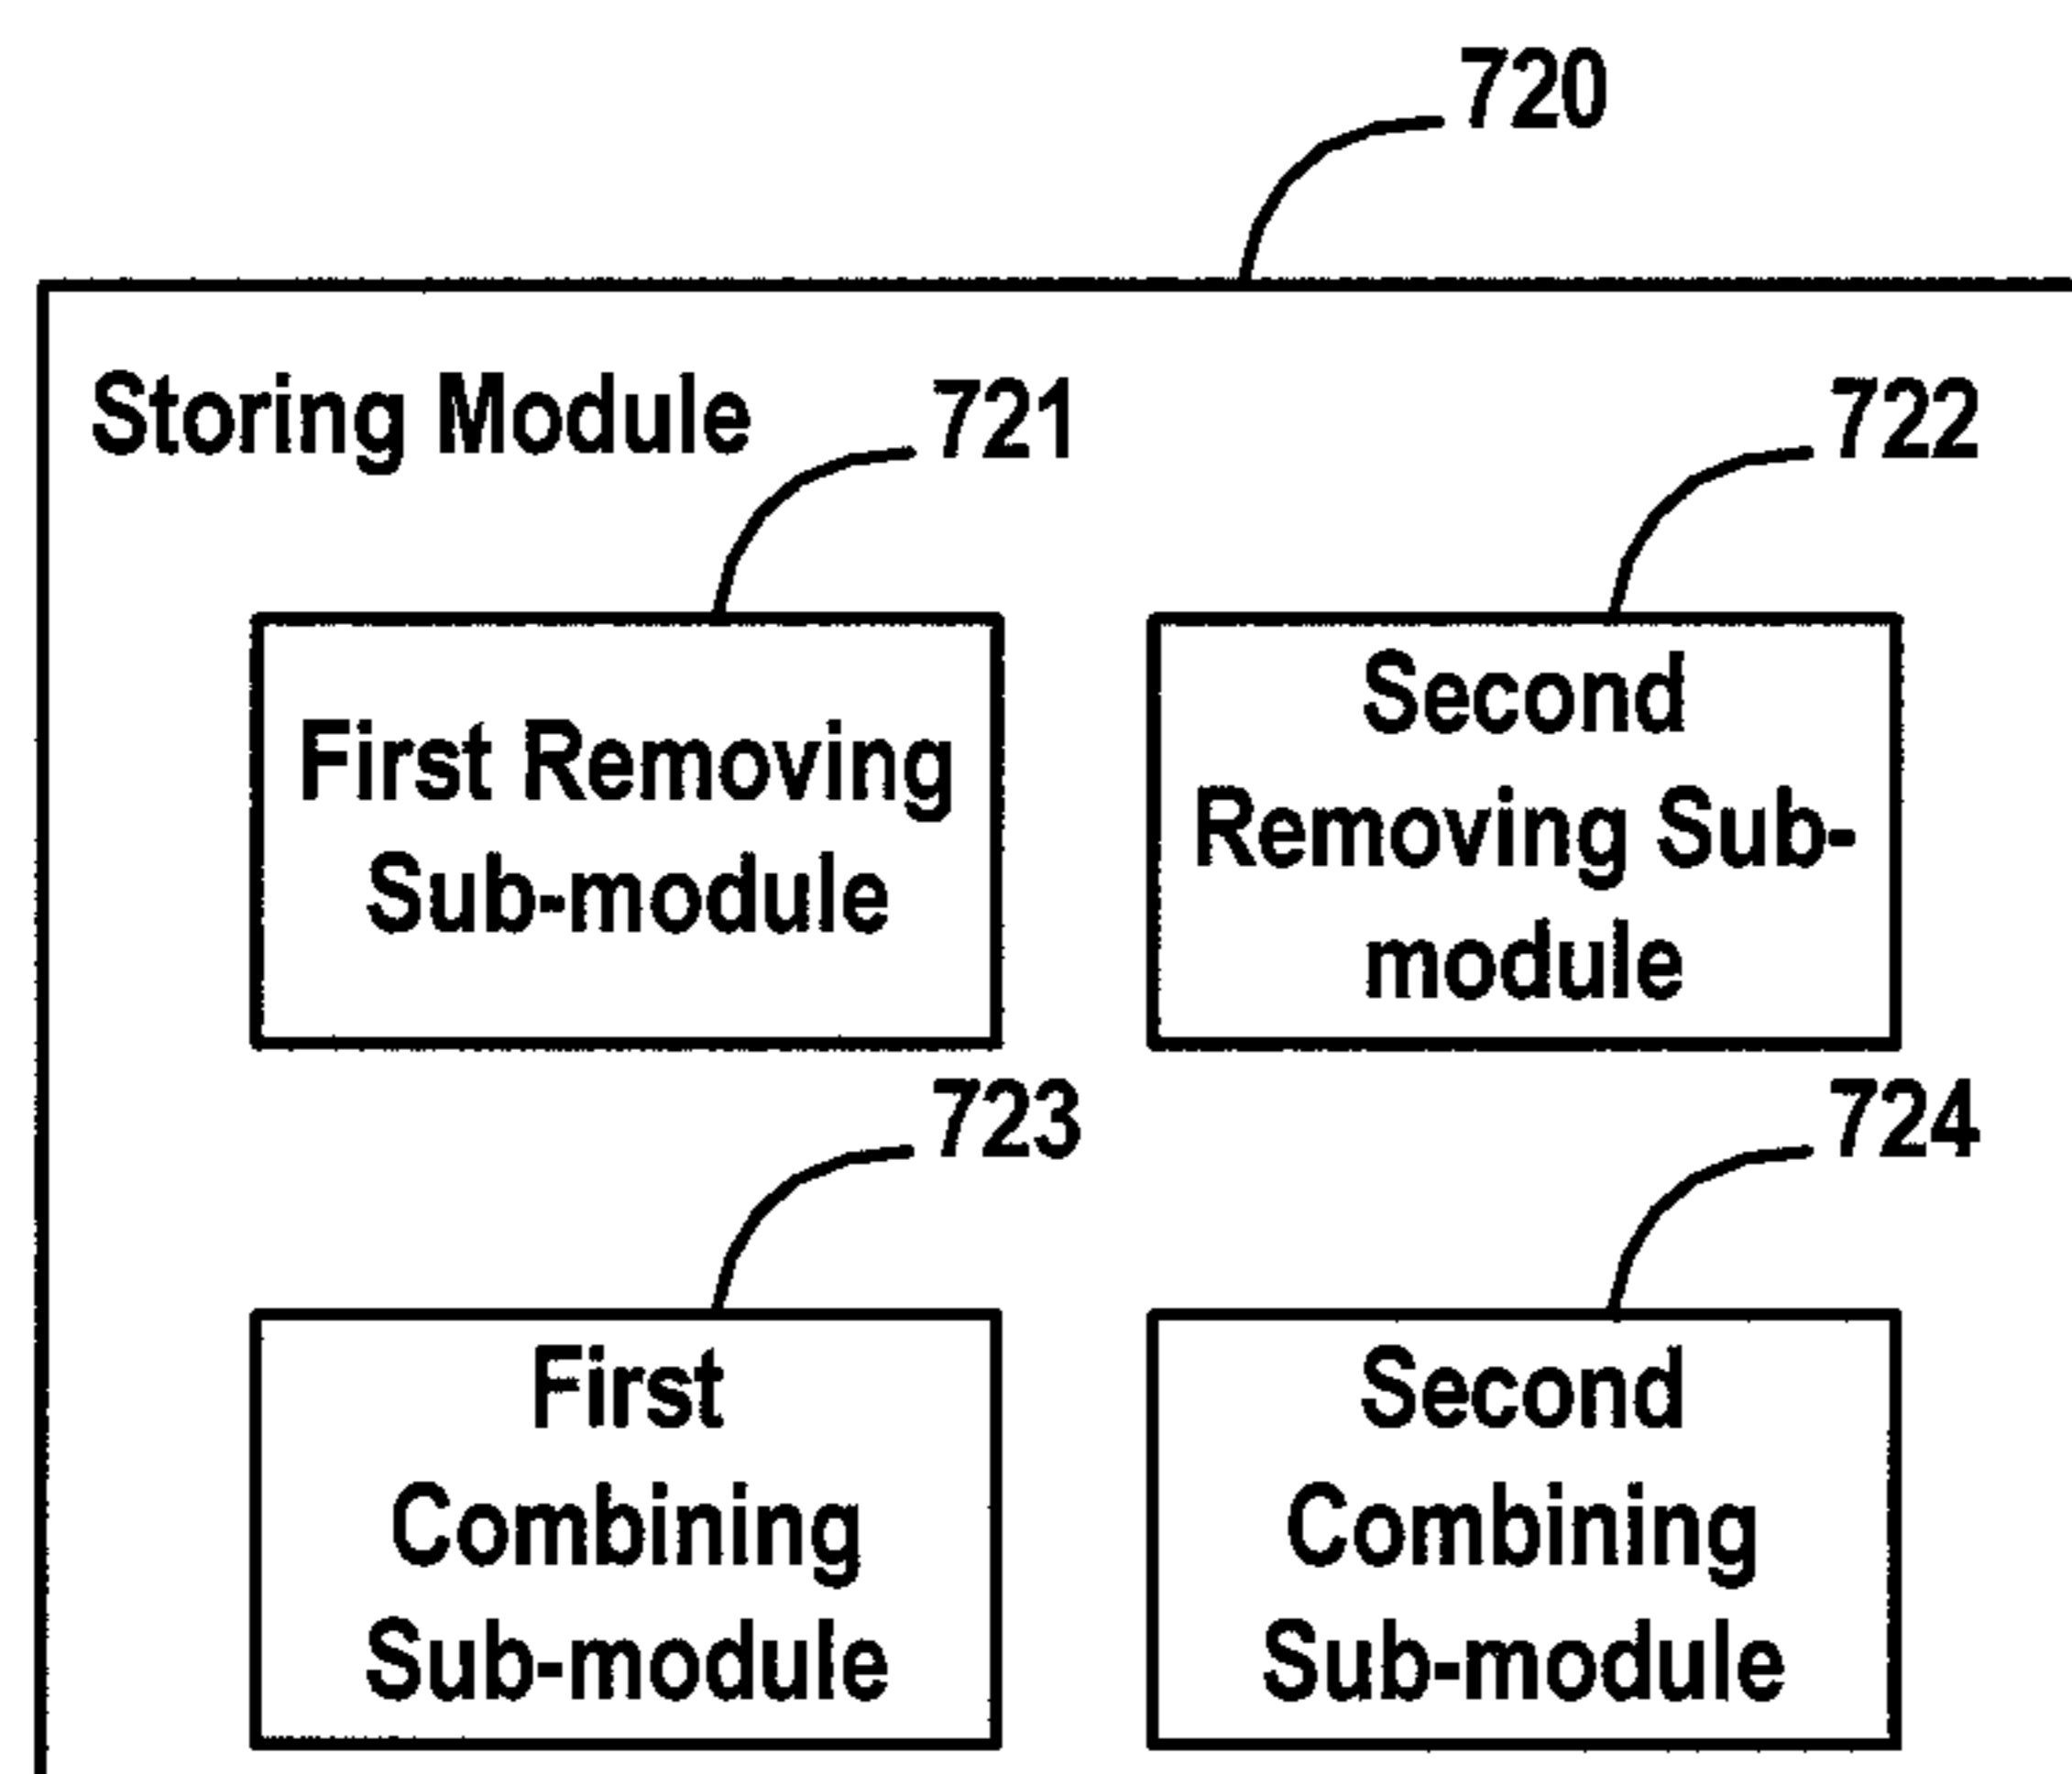 720
Storing Module
721
722
First Removing
Sub-module
Second
Removing Sub-
module
723
724
First
Combining
Sub-module
Second
Combining
Sub-module